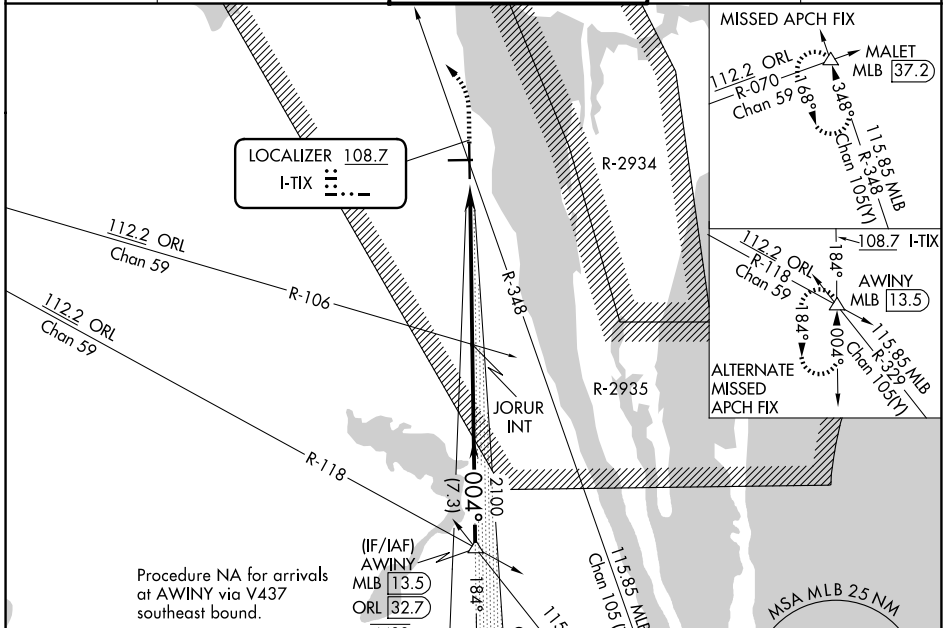 MISSED APCH FIX
MALET
MLB 37.2
112.2 ORL
R-070
Chan 59
168°
348°
115.85 MLB
R-348
Chan 105(Y)
LOCALIZER 108.7
I-TIX
R-2934
112.2 ORL
Chan 59
R-106
R-348
112.2 ORL
Chan 59
R-118
108.7 I-TIX
112.2 ORL
R-118
Chan 59
184°
AWINY
MLB 13.5
184°
004°
115.85 MLB
R-329
Chan 105(Y)
ALTERNATE
MISSED
APCH FIX
R-2935
JORUR
INT
R-118
004°
(7.3)
2100
(IF/IAF)
AWINY
MLB 13.5
ORL 32.7
184°
115.85 MLB
Chan 105
115
Procedure NA for arrivals
at AWINY via V437
southeast bound.
MSA MLB 25 NM